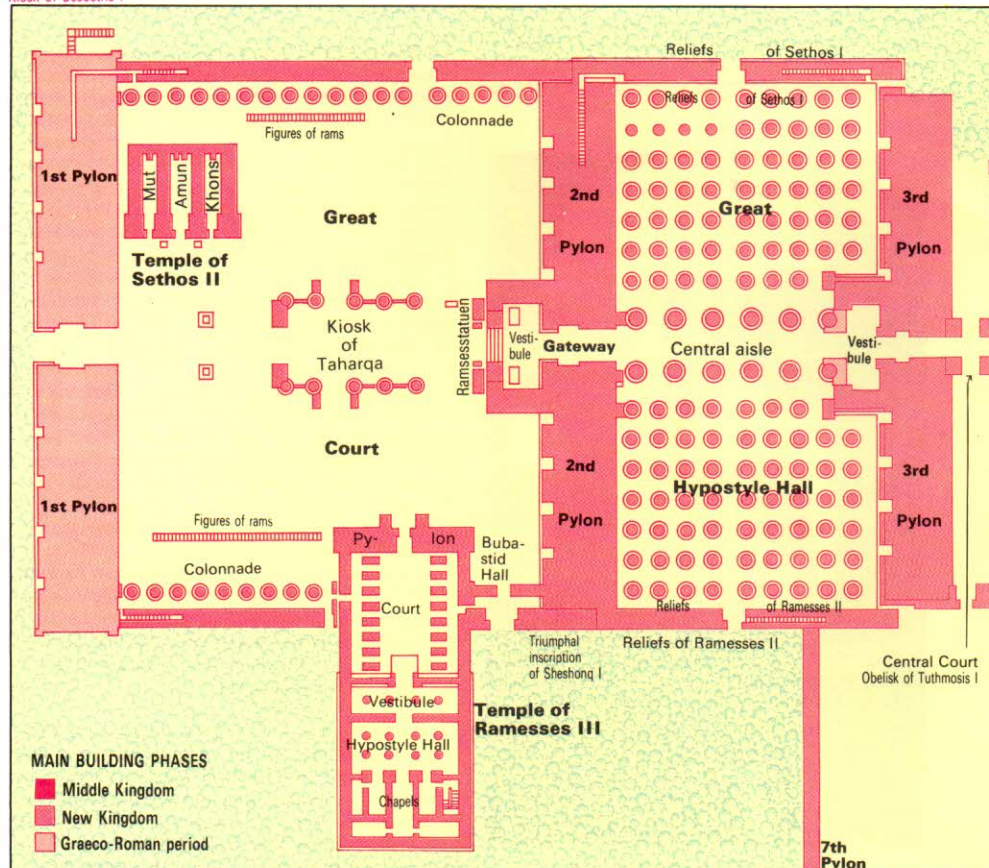 Reliefs of Sethos I
Reliefs of Sethos I
Figures of rams
Colonnade
1st Pylon
Mut
Amun
Khons
Temple of
Sethos II
Great
2nd
Pylon
Great
3rd
Pylon
Kiosk
of
Taharqa
Ramsesstatuen
Vesti-
bule
Gateway
Central aisle
Vesti-
bule
Court
1st Pylon
2nd
Pylon
Hypostyle Hall
3rd
Pylon
Figures of rams
Colonnade
Py- lon
Buba-
stid
Hall
Court
Reliefs of Ramesses II
Triumphal
inscription
of Sheshonq I
Reliefs of Ramesses II
Central Court
Obelisk of Tuthmosis I
Vestibule
Temple of
Ramesses III
Hypostyle Hall
Chapels
MAIN BUILDING PHASES
Middle Kingdom
New Kingdom
Graeco-Roman period
7th
Pylon